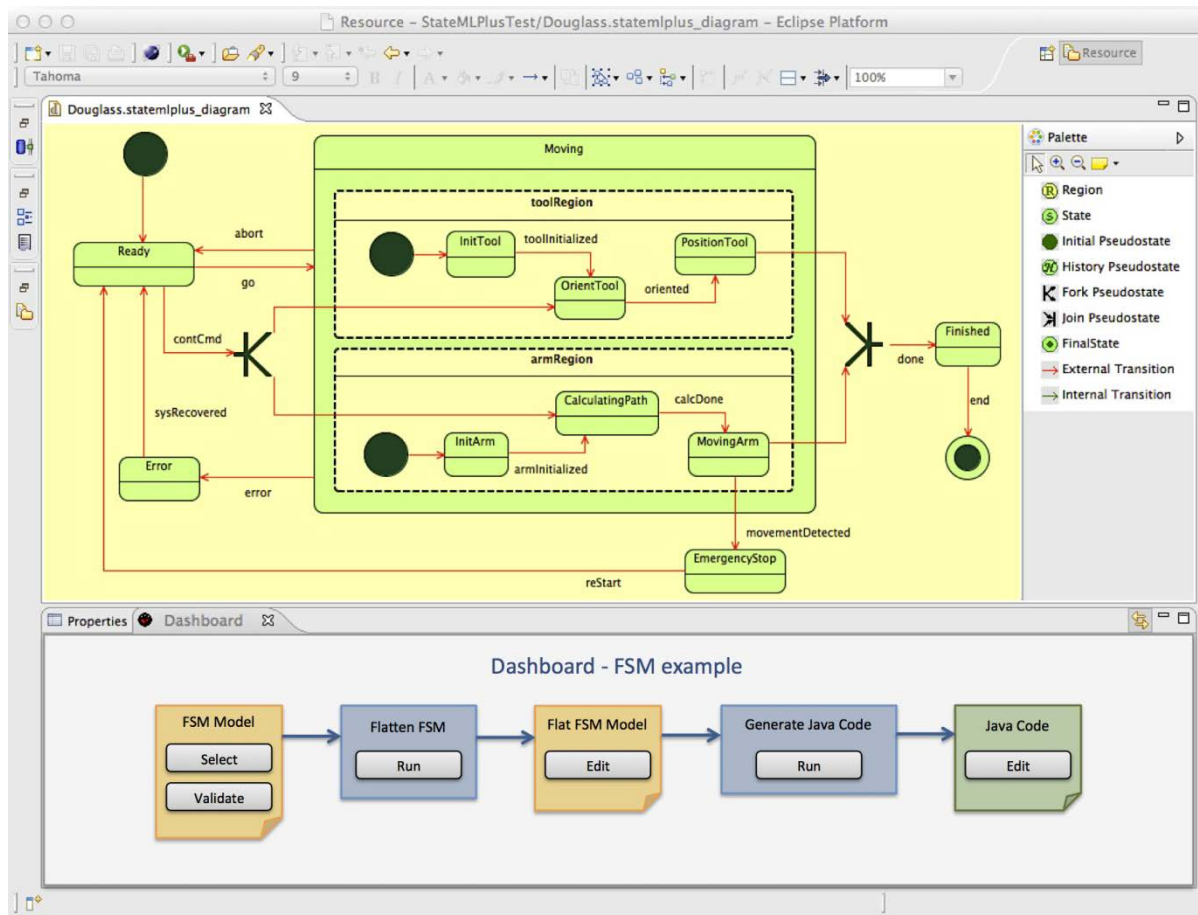 Resource – StateMLPlusTest/Douglass.statemlplus_diagram – Eclipse Platform
Resource
Tahoma
9
B I A
100%
Douglass.statemlplus_diagram
Moving
toolRegion
Ready
abort
go
InitTool
toolInitialized
PositionTool
OrientTool
oriented
contCmd
armRegion
Finished
done
sysRecovered
CalculatingPath
calcDone
InitArm
armInitialized
MovingArm
end
Error
error
movementDetected
EmergencyStop
reStart
Palette
R Region
S State
Initial Pseudostate
H History Pseudostate
Fork Pseudostate
Join Pseudostate
FinalState
External Transition
Internal Transition
Properties
Dashboard
Dashboard - FSM example
FSM Model
Select
Validate
Flatten FSM
Run
Flat FSM Model
Edit
Generate Java Code
Run
Java Code
Edit